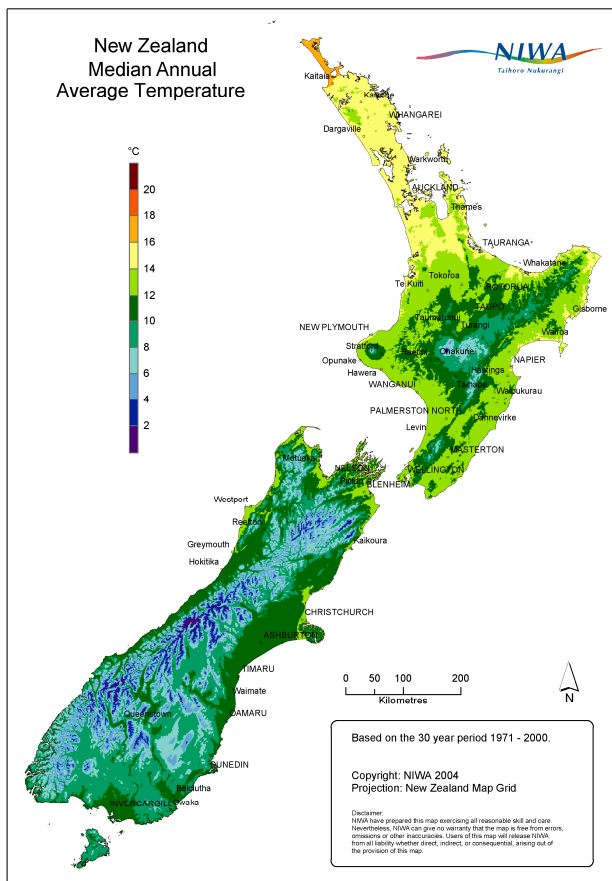 New Zealand
Median Annual
Average Temperature
NIWA
Taihoro Nukurangi
°C
20
18
16
14
12
10
8
6
4
2
Kaitaia
WHANGAREI
Dargaville
Warkworth
AUCKLAND
Thames
TAURANGA
Whakatane
Tokoroa
Te Kuiti
ROTORUA
TAUPO
Gisborne
Taumarunui
Turangi
NEW PLYMOUTH
Wairoa
Stratford
Raetihi
Ohakune
NAPIER
Opunake
Hawera
Hastings
WANGANUI
Taihape
Waipukurau
PALMERSTON NORTH
Dannevirke
Levin
MASTERTON
Motueka
NELSON
WELLINGTON
Picton
BLENHEIM
Westport
Reefton
Greymouth
Kaikoura
Hokitika
CHRISTCHURCH
ASHBURTON
TIMARU
Waimate
Queenstown
OAMARU
DUNEDIN
Balclutha
INVERCARGILL
Owaka
0 50 100 200
Kilometres
N
Based on the 30 year period 1971 - 2000.
Copyright: NIWA 2004
Projection: New Zealand Map Grid
Disclaimer:
NIWA have prepared this map exercising all reasonable skill and care.
Nevertheless, NIWA can give no warranty that the map is free from errors,
omissions or other inaccuracies. Users of this map will release NIWA
from all liability whether direct, indirect, or consequential, arising out of
the provision of this map.